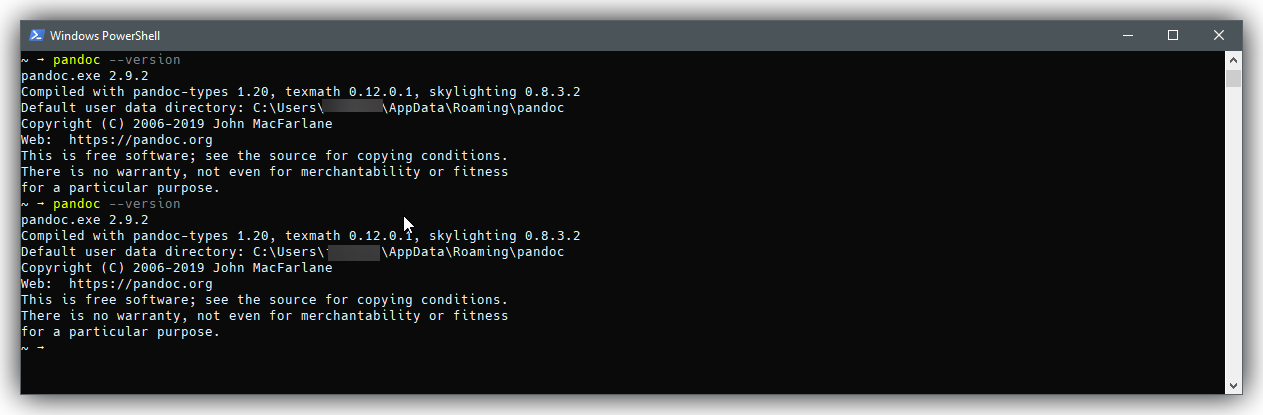 Windows PowerShell
~ → pandoc --version
pandoc.exe 2.9.2
Compiled with pandoc-types 1.20, texmath 0.12.0.1, skylighting 0.8.3.2
Default user data directory: C:\Users\ \AppData\Roaming\pandoc
Copyright (C) 2006-2019 John MacFarlane
Web:  https://pandoc.org
This is free software; see the source for copying conditions.
There is no warranty, not even for merchantability or fitness
for a particular purpose.
~ → pandoc --version
pandoc.exe 2.9.2
Compiled with pandoc-types 1.20, texmath 0.12.0.1, skylighting 0.8.3.2
Default user data directory: C:\Users\ \AppData\Roaming\pandoc
Copyright (C) 2006-2019 John MacFarlane
Web:  https://pandoc.org
This is free software; see the source for copying conditions.
There is no warranty, not even for merchantability or fitness
for a particular purpose.
~ →